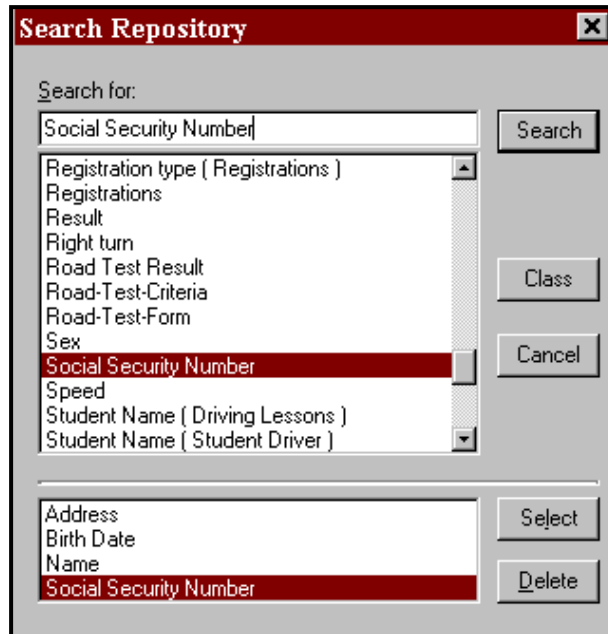 Search Repository
Search for:
Social Security Number
Search
Registration type ( Registrations )
Registrations
Result
Right turn
Road Test Result
Road-Test-Criteria
Road-Test-Form
Sex
Social Security Number
Speed
Student Name ( Driving Lessons )
Student Name ( Student Driver )
Class
Cancel
Address
Birth Date
Name
Social Security Number
Select
Delete